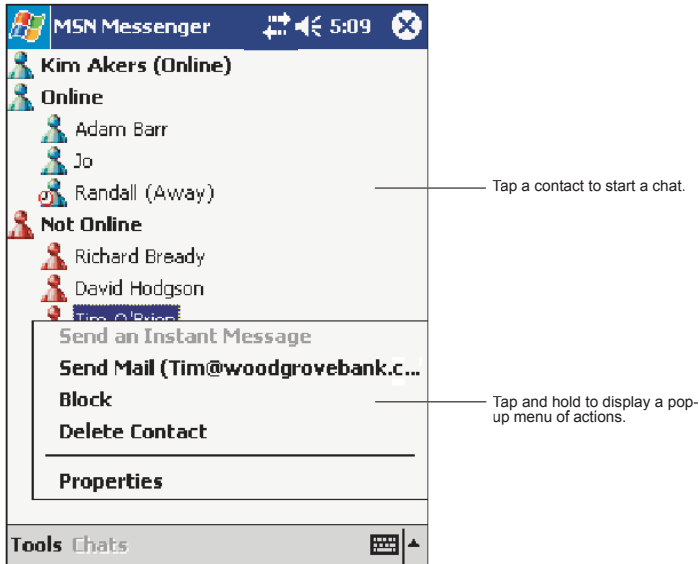 MSN Messenger 5:09
Kim Akers (Online)
Online
Adam Barr
Jo
Randall (Away)
Tap a contact to start a chat.
Not Online
Richard Bready
David Hodgson
Tim O'Brien
Send an Instant Message
Send Mail (Tim@woodgrovebank.c...
Block
Tap and hold to display a pop-
up menu of actions.
Delete Contact
Properties
Tools Chats